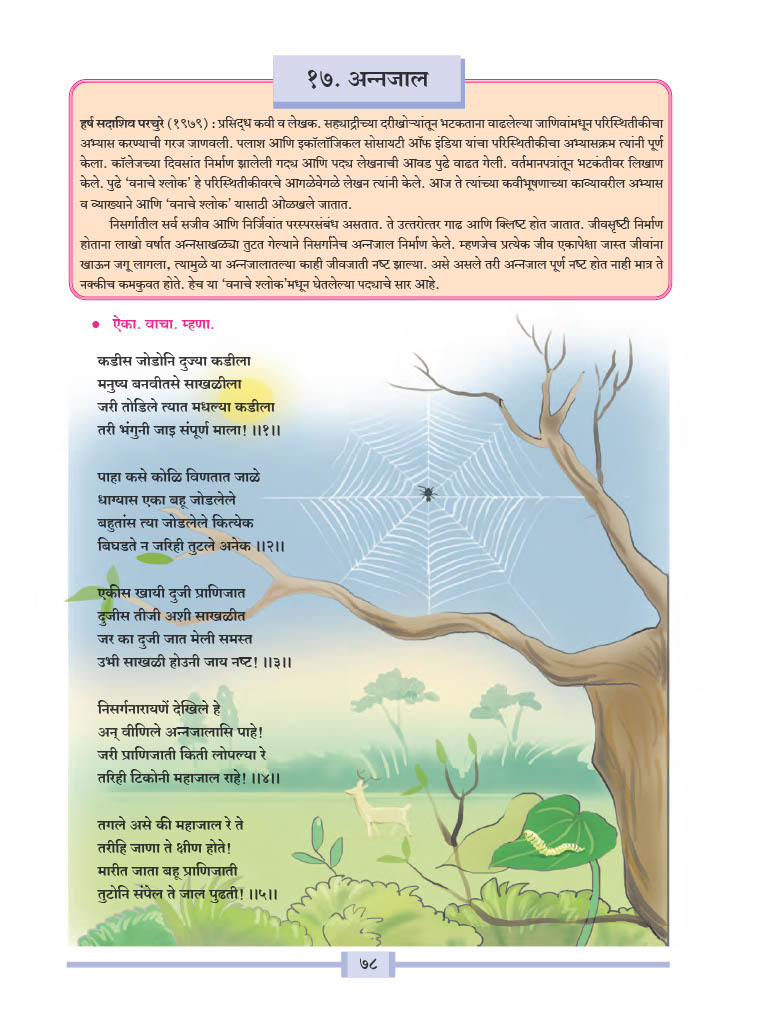 १७. अन्नजाल
हर्ष सदाशिव परचुरे (१९७९) : प्रसिद्ध कवी व लेखक. सह्याद्रीच्या दरीखोऱ्यांतून भटकताना वाढलेल्या जाणिवांमधून परिस्थितीकीचा
अभ्यास करण्याची गरज जाणवली. पलाश आणि इकॉलॉजिकल सोसायटी ऑफ इंडिया यांचा परिस्थितीकीचा अभ्यासक्रम त्यांनी पूर्ण
केला. कॉलेजच्या दिवसांत निर्माण झालेली गद्य आणि पद्य लेखनाची आवड पुढे वाढत गेली. वर्तमानपत्रांतून भटकंतीवर लिखाण
केले. पुढे ‘वनाचे श्लोक’ हे परिस्थितीकीवरचे आगळेवेगळे लेखन त्यांनी केले. आज ते त्यांच्या कवीभूषणाच्या काव्यावरील अभ्यास
व व्याख्याने आणि ‘वनाचे श्लोक’ यासाठी ओळखले जातात.
निसर्गातील सर्व सजीव आणि निर्जिवांत परस्परसंबंध असतात. ते उत्तरोत्तर गाढ आणि क्लिष्ट होत जातात. जीवसृष्टी निर्माण
होताना लाखो वर्षात अन्नसाखळ्या तुटत गेल्याने निसर्गानेच अन्नजाल निर्माण केले. म्हणजेच प्रत्येक जीव एकापेक्षा जास्त जीवांना
खाऊन जगू लागला, त्यामुळे या अन्नजालातल्या काही जीवजाती नष्ट झाल्या. असे असले तरी अन्नजाल पूर्ण नष्ट होत नाही मात्र ते
नक्कीच कमकुवत होते. हेच या ‘वनाचे श्लोक’मधून घेतलेल्या पद्याचे सार आहे.
● ऐका. वाचा. म्हणा.
कडीस जोडोनि दुज्या कडीला
मनुष्य बनवीतसे साखळीला
जरी तोडिले त्यात मधल्या कडीला
तरी भंगुनी जाइ संपूर्ण माला! ।।१।।
पाहा कसे कोळि विणतात जाळे
धाग्यास एका बहू जोडलेले
बहुतांस त्या जोडलेले कित्येक
बिघडते न जरिही तुटले अनेक ।।२।।
एकीस खायी दुजी प्राणिजात
दुजीस तीजी अशी साखळीत
जर का दुजी जात मेली समस्त
उभी साखळी होउनी जाय नष्ट! ।।३।।
निसर्गनारायणें देखिले हे
अन् वीणिले अन्नजालासि पाहे!
जरी प्राणिजाती किती लोपल्या रे
तरिही टिकोनी महाजाल राहे! ।।४।।
तगले असे की महाजाल रे ते
तरीहि जाणा ते क्षीण होते!
मारीत जाता बहू प्राणिजाती
तुटोनि संपेल ते जाल पुढती! ।।५।।
७८